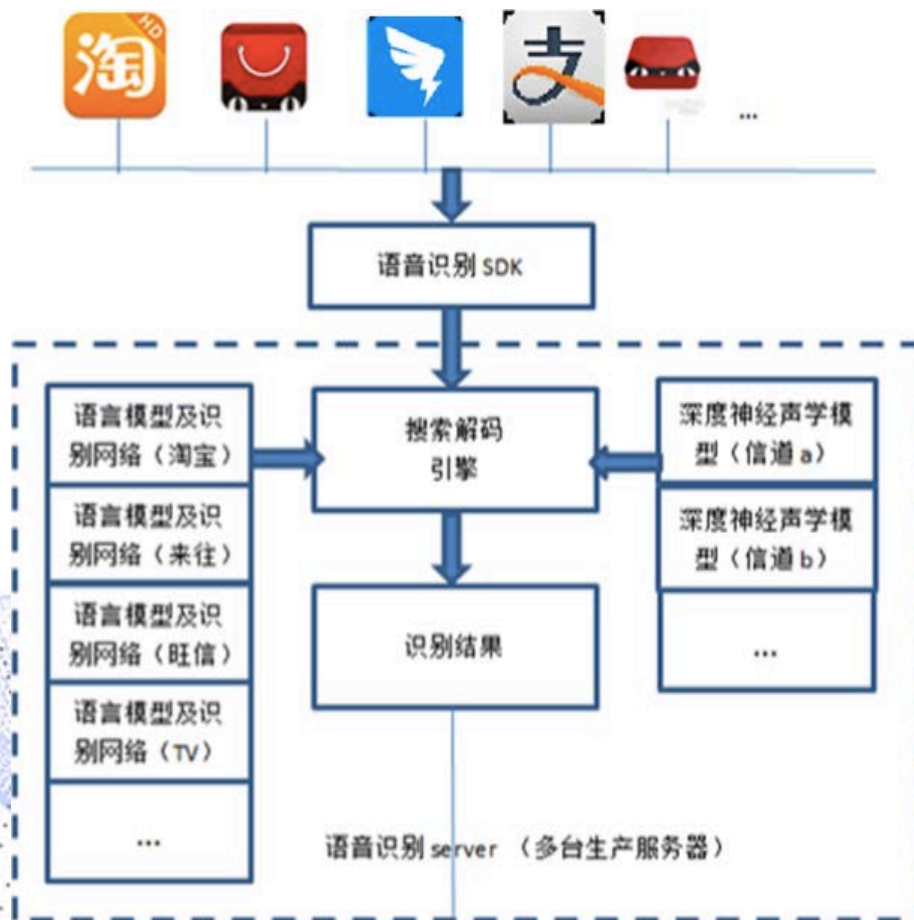 淘
HD
支
...
语音识别 SDK
语言模型及识
别网络（淘宝）
语言模型及识
别网络（来往）
语言模型及识
别网络（旺信）
语言模型及识
别网络（TV）
...
搜索解码
引擎
识别结果
深度神经声学模
型（信道 a）
深度神经声学模
型（信道 b）
...
语音识别 server （多台生产服务器）